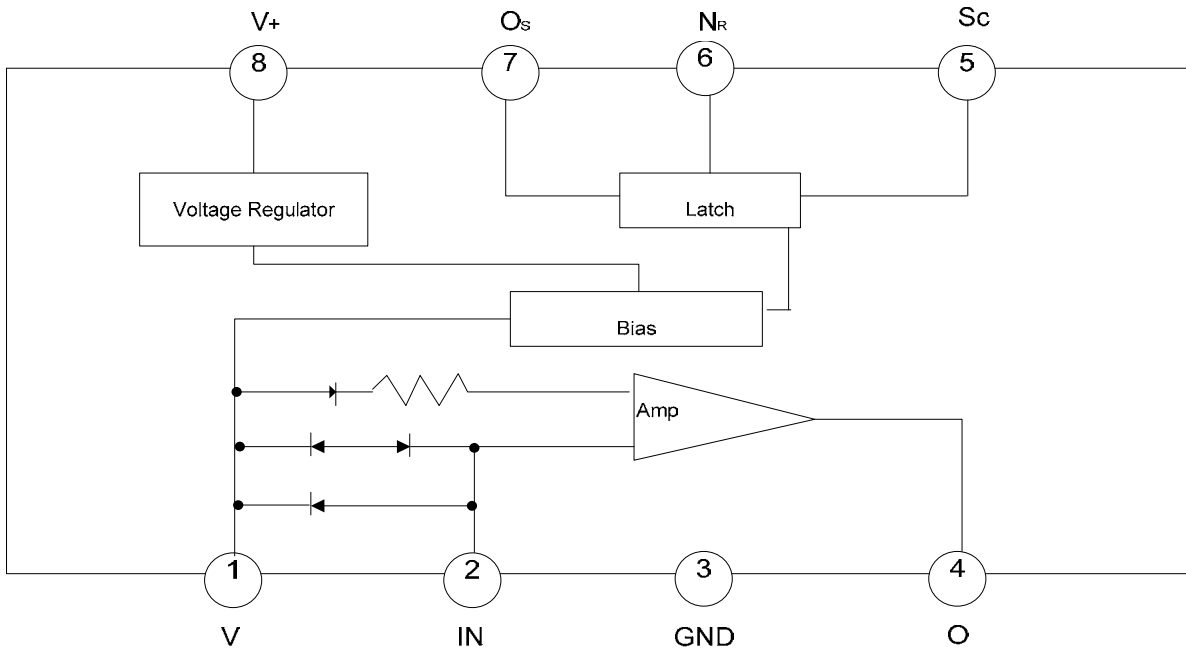 V+ Os NR Sc
8 7 6 5
Voltage Regulator
Latch
Bias
Amp
1 2 3 4
V IN GND O